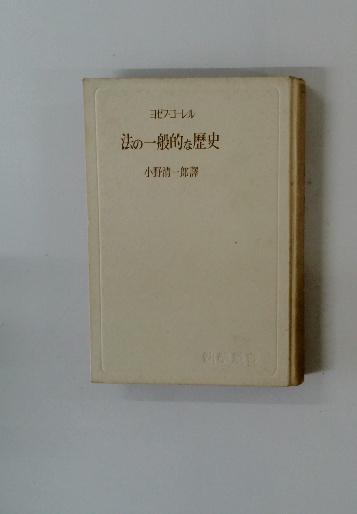 ヨゼフ・コーレル
法の一般的な歴史
小野清一郎譯